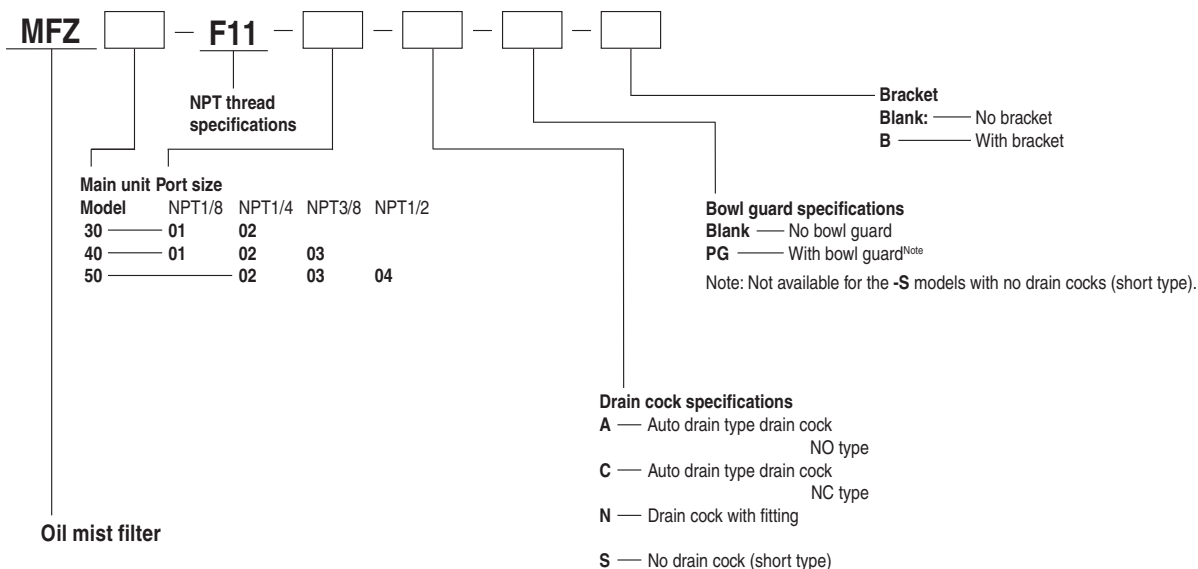 MFZ - F11 - - - -
NPT thread
specifications
Main unit Port size
Model NPT1/8 NPT1/4 NPT3/8 NPT1/2
30 01 02
40 01 02 03
50 02 03 04
Oil mist filter
Bracket
Blank: No bracket
B With bracket
Bowl guard specifications
Blank No bowl guard
PG With bowl guardNote
Note: Not available for the -S models with no drain cocks (short type).
Drain cock specifications
A Auto drain type drain cock
NO type
C Auto drain type drain cock
NC type
N Drain cock with fitting
S No drain cock (short type)